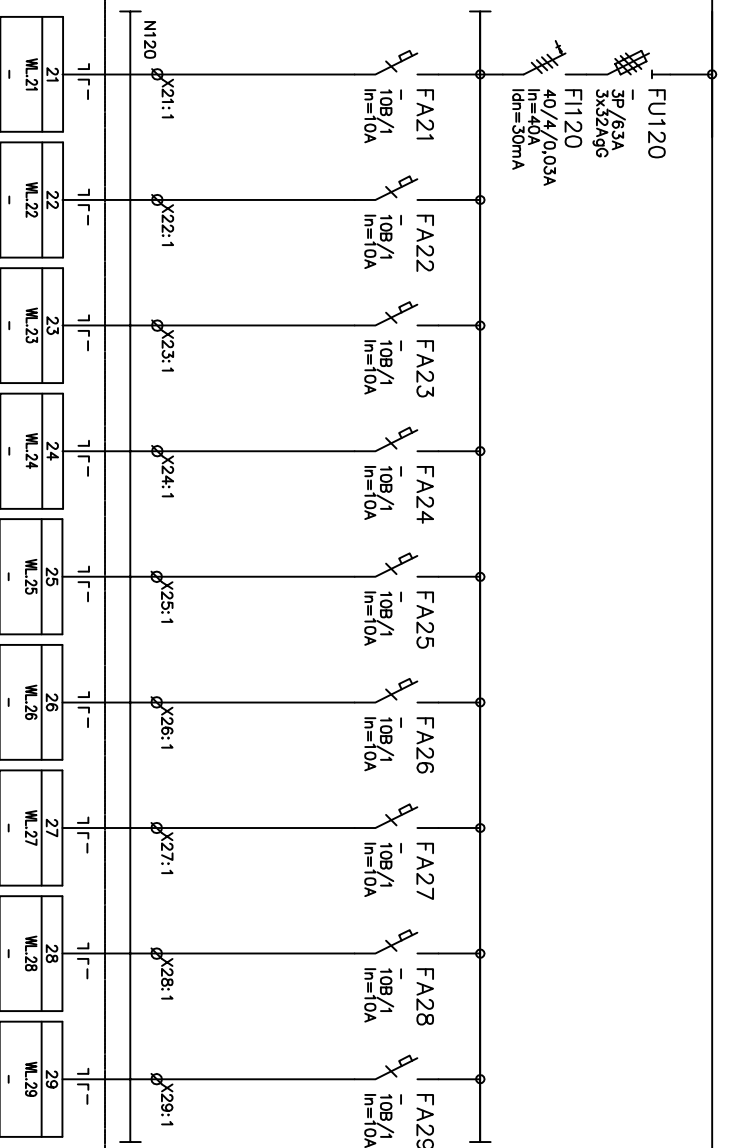 FU120
-
3P/63A
3x32AgG
FI120
40/4/0,03A
In=40A
Idn=30mA
FA21
-
10B/1
In=10A
FA22
-
10B/1
In=10A
FA23
-
10B/1
In=10A
FA24
-
10B/1
In=10A
FA25
-
10B/1
In=10A
FA26
-
10B/1
In=10A
FA27
-
10B/1
In=10A
FA28
-
10B/1
In=10A
FA29
-
10B/1
In=10A
N120
X21:1
X22:1
X23:1
X24:1
X25:1
X26:1
X27:1
X28:1
X29:1
21
WL.21
-
22
WL.22
-
23
WL.23
-
24
WL.24
-
25
WL.25
-
26
WL.26
-
27
WL.27
-
28
WL.28
-
29
WL.29
-